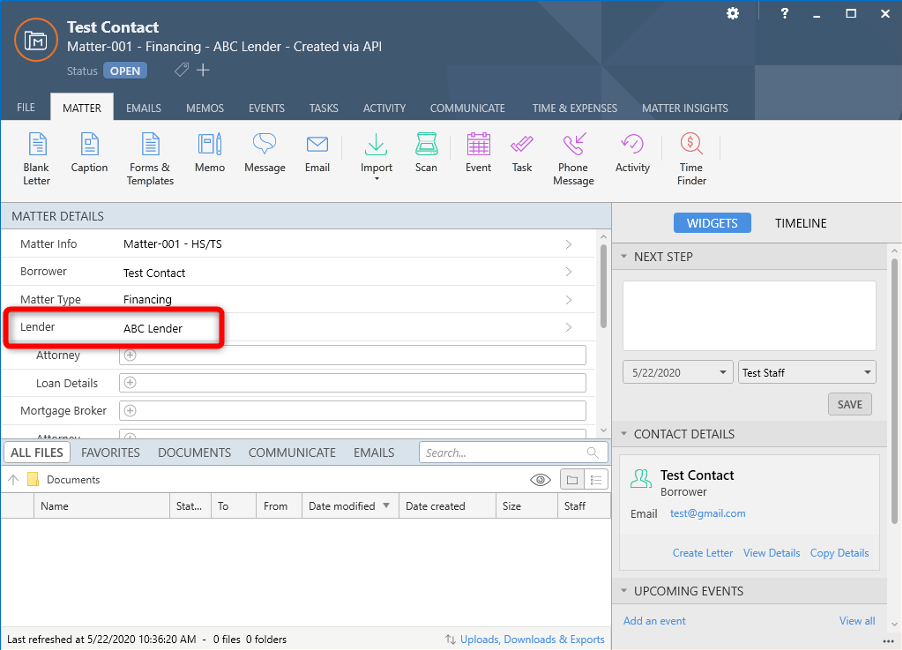 Test Contact
Matter-001 - Financing - ABC Lender - Created via API
Status OPEN
FILE MATTER EMAILS MEMOS EVENTS TASKS ACTIVITY COMMUNICATE TIME & EXPENSES MATTER INSIGHTS
Blank Letter Caption Forms & Templates Memo Message Email Import Scan Event Task Phone Message Activity Time Finder
MATTER DETAILS
Matter Info Matter-001 - HS/TS
Borrower Test Contact
Matter Type Financing
Lender ABC Lender
Attorney
Loan Details
Mortgage Broker
Attorney
WIDGETS TIMELINE
NEXT STEP
5/22/2020 Test Staff
SAVE
CONTACT DETAILS
Test Contact
Borrower
Email test@gmail.com
Create Letter View Details Copy Details
UPCOMING EVENTS
Add an event View all
ALL FILES FAVORITES DOCUMENTS COMMUNICATE EMAILS Search...
Documents
Name Stat... To From Date modified Date created Size Staff
Last refreshed at 5/22/2020 10:36:20 AM - 0 files 0 folders Uploads, Downloads & Exports